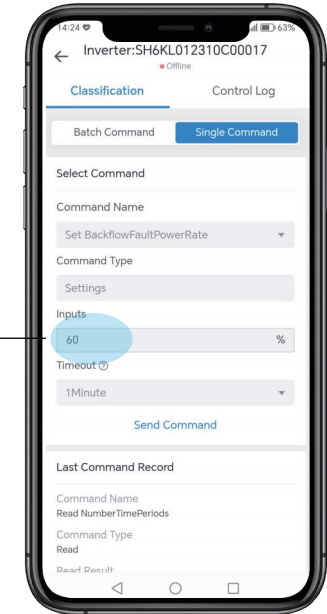 14:24
63%
Inverter:SH6KL012310C00017
Offline
Classification
Control Log
Batch Command
Single Command
Select Command
Command Name
Set BackflowFaultPowerRate
Command Type
Settings
Inputs
60
%
Timeout
1Minute
Send Command
Last Command Record
Command Name
Read NumberTimePeriods
Command Type
Read
Read Result